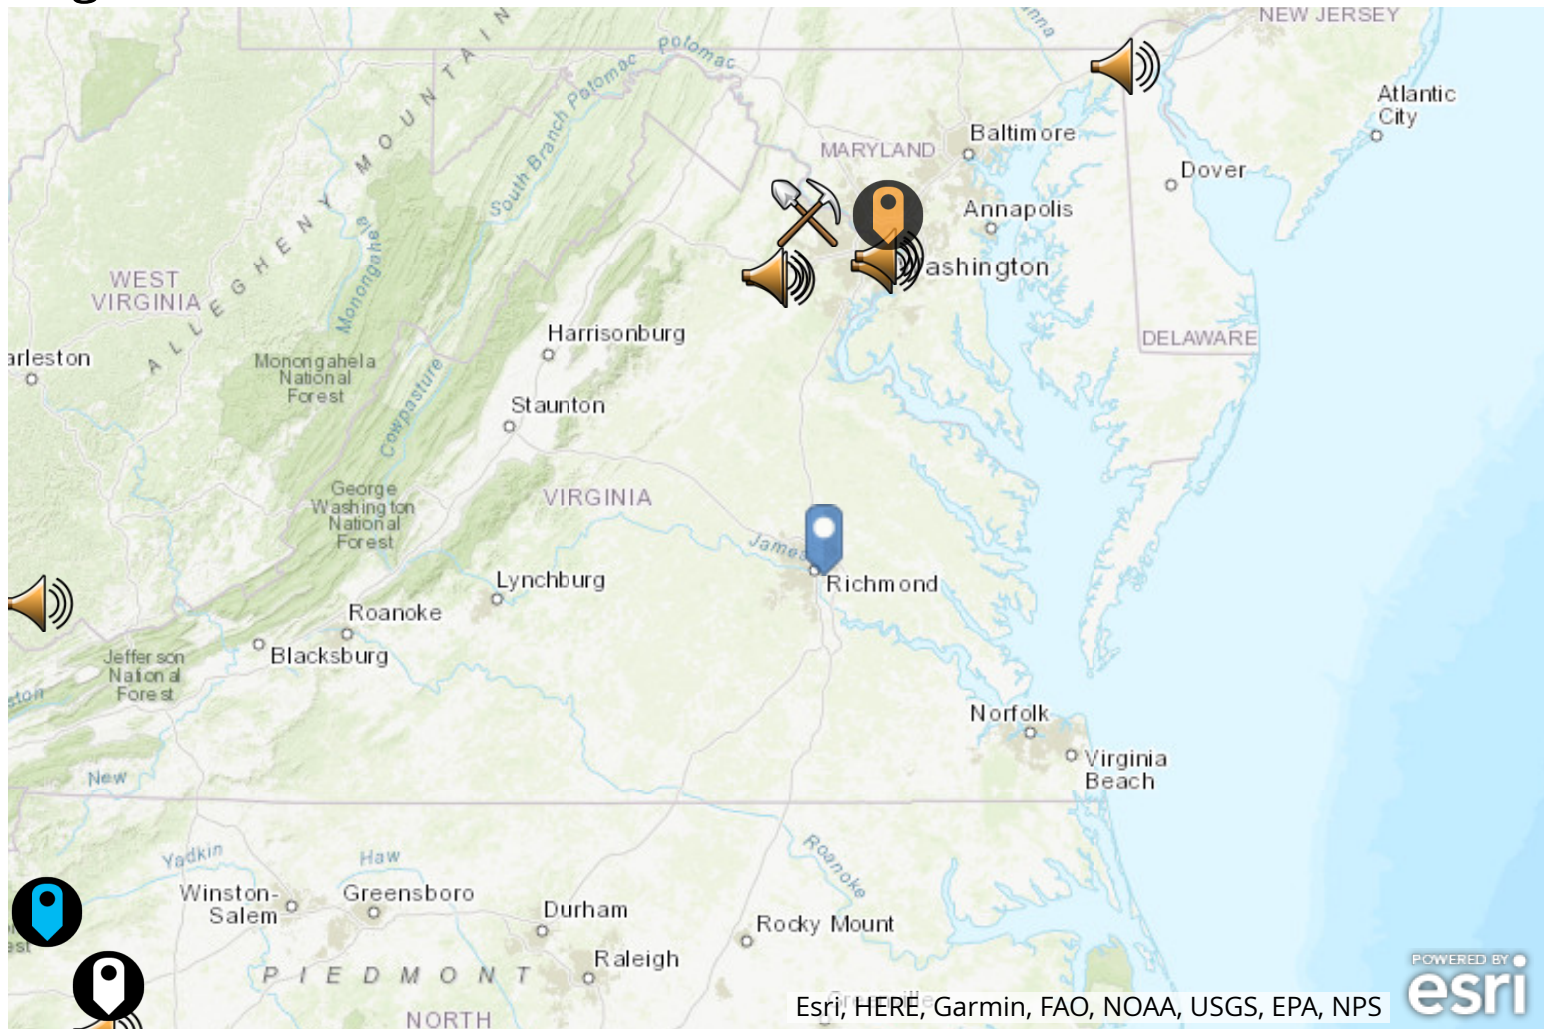 NEW JERSEY
Potomac
Atlantic
City
Baltimore
MARYLAND
Dover
South Branch Potomac
ALLEGHENY MOUNTAIN
Annapolis
ashington
WEST
VIRGINIA
Monongahela
Harrisonburg
DELAWARE
arleston
Monongahela
National
Forest
Cowpasture
Staunton
George
Washington
National
Forest
VIRGINIA
James
Richmond
Lynchburg
Roanoke
Blacksburg
Jefferson
National
Forest
ston
Norfolk
Virginia
Beach
New
Roanoke
Yadkin
Haw
Winston-
Salem
Greensboro
Durham
Rocky Mount
est
Raleigh
PIEDMONT
NORTH
Greenville
POWERED BY
esri
Esri, HERE, Garmin, FAO, NOAA, USGS, EPA, NPS